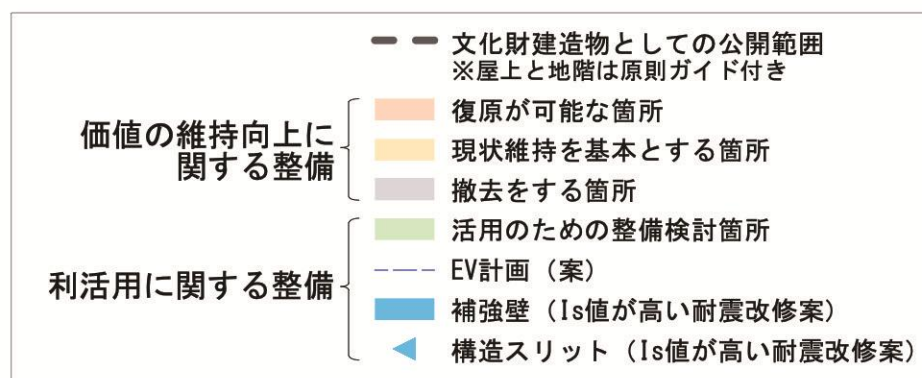 文化財建造物としての公開範囲
※屋上と地階は原則ガイド付き
価値の維持向上に
関する整備
復原が可能な箇所
現状維持を基本とする箇所
撤去をする箇所
利活用に関する整備
活用のための整備検討箇所
EV計画（案）
補強壁（Is値が高い耐震改修案）
構造スリット（Is値が高い耐震改修案）